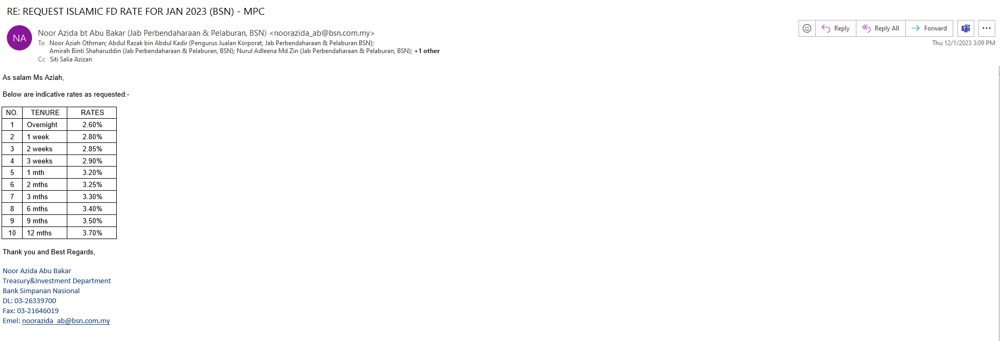 RE: REQUEST ISLAMIC FD RATE FOR JAN 2023 (BSN) - MPC
NA
Noor Azida bt Abu Bakar (Jab Perbendaharaan & Pelaburan, BSN) <noorazida_ab@bsn.com.my>
To Noor Aziah Othman; Abdul Razak bin Abdul Kadir (Pengurus Jualan Korporat, Jab Perbendaharaan & Pelaburan BSN);
Amirah Binti Shaharuddin (Jab Perbendaharaan & Pelaburan, BSN); Nurul Adleena Md Zin (Jab Perbendaharaan & Pelaburan, BSN); +1 other
Cc Siti Salia Azizan
Reply Reply All Forward
Thu 12/1/2023 3:09 PM
As salam Ms Aziah,
Below are indicative rates as requested:-
NO. TENURE RATES
1 Overnight 2.60%
2 1 week 2.80%
3 2 weeks 2.85%
4 3 weeks 2.90%
5 1 mth 3.20%
6 2 mths 3.25%
7 3 mths 3.30%
8 6 mths 3.40%
9 9 mths 3.50%
10 12 mths 3.70%
Thank you and Best Regards,
Noor Azida Abu Bakar
Treasury&Investment Department
Bank Simpanan Nasional
DL: 03-26339700
Fax: 03-21646019
Emel: noorazida_ab@bsn.com.my